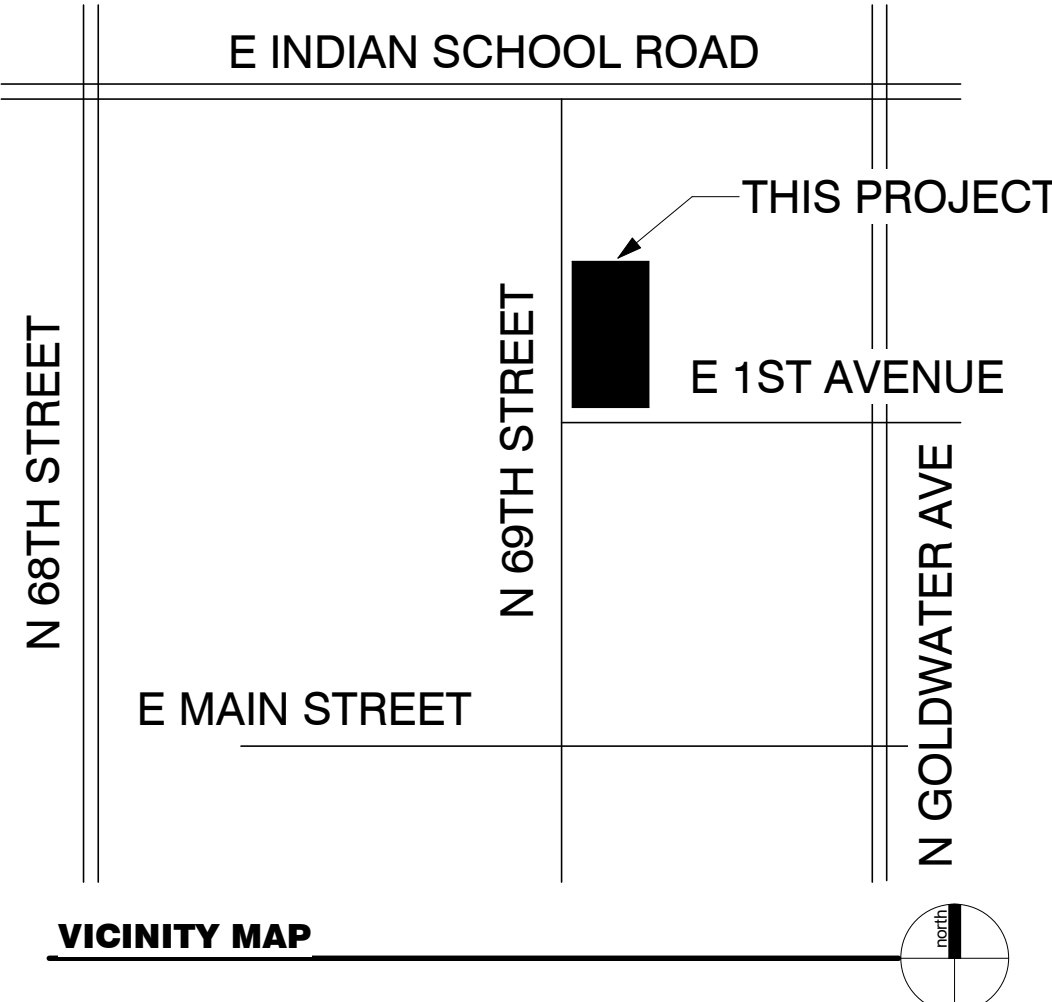 E INDIAN SCHOOL ROAD
THIS PROJECT
E 1ST AVENUE
N 68TH STREET
N 69TH STREET
N GOLDWATER AVE
E MAIN STREET
VICINITY MAP
north